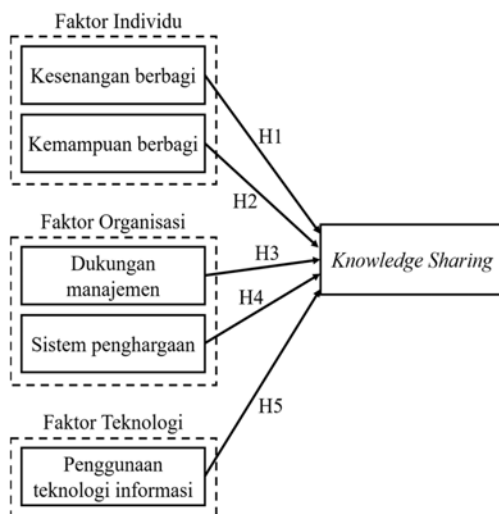 Faktor Individu
Kesenangan berbagi
Kemampuan berbagi
H1
H2
Faktor Organisasi
Dukungan
manajemen
Sistem penghargaan
H3
H4
Knowledge Sharing
Faktor Teknologi
Penggunaan
teknologi informasi
H5